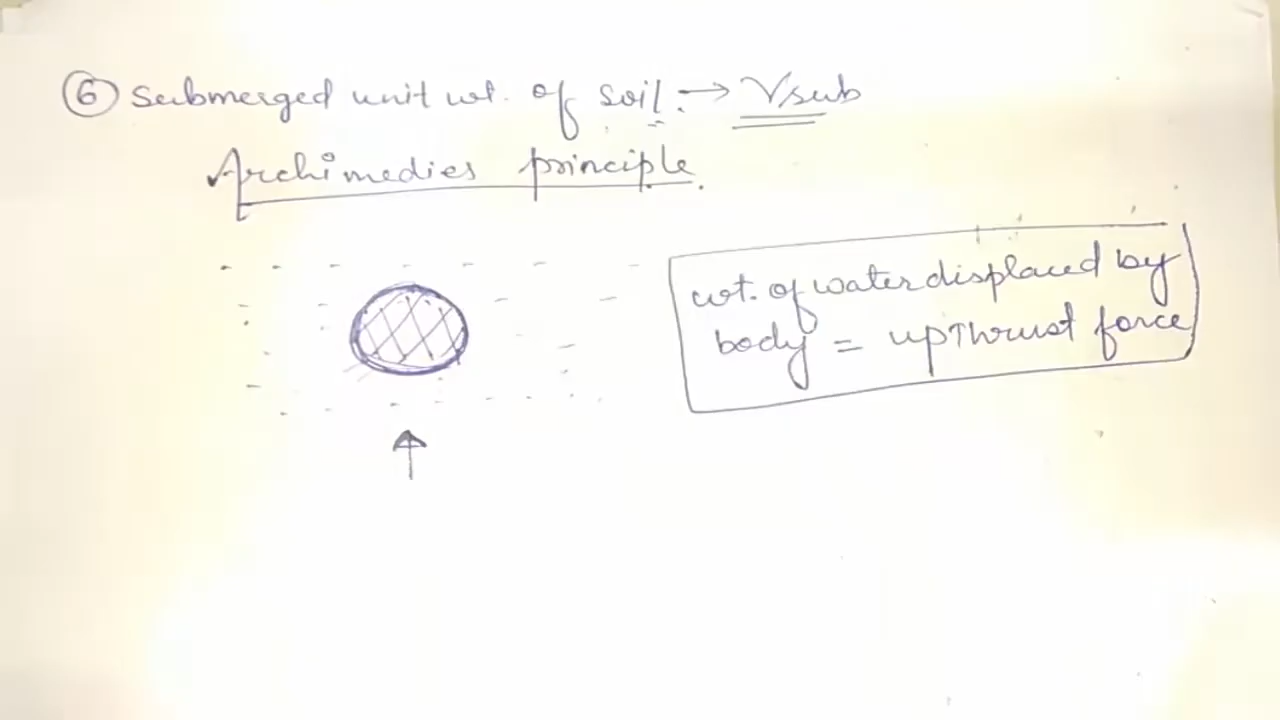 ⑥ Submerged unit wt. of soil. → γsub
Archimedies principle.
wt. of water displaced by
body = upthrust force